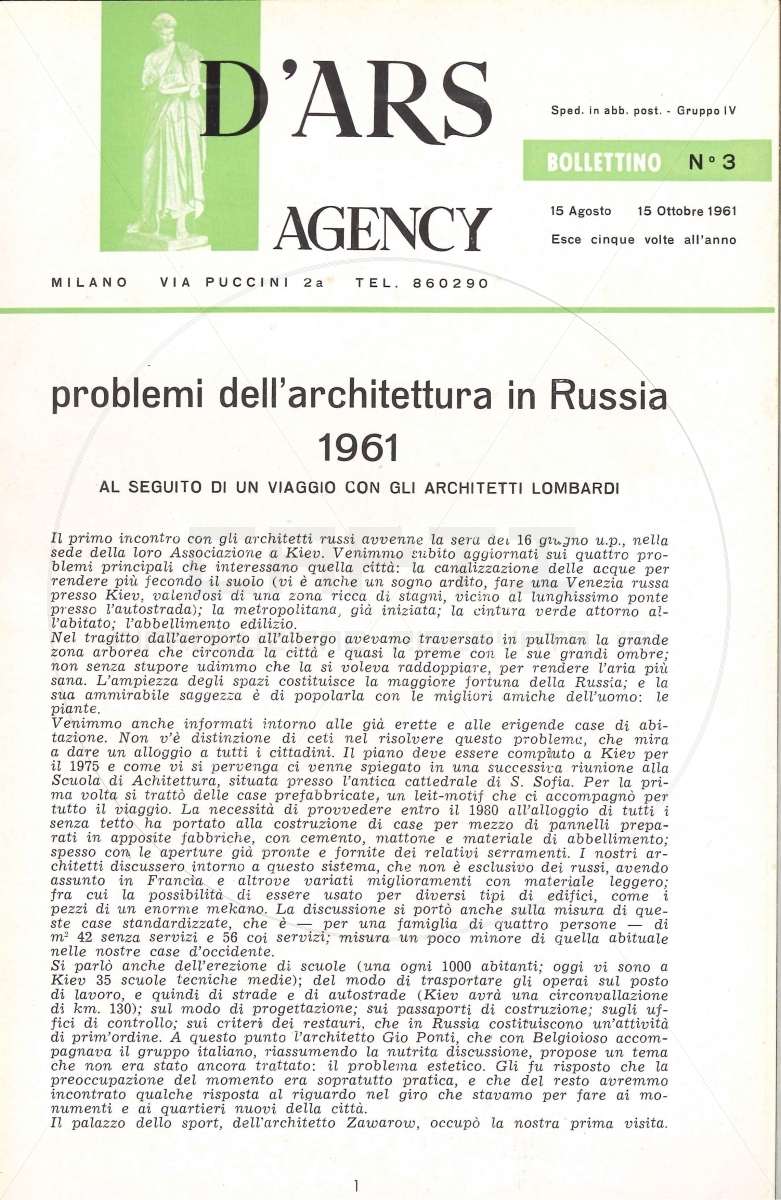 D'ARS
AGENCY
Sped. in abb. post. - Gruppo IV
BOLLETTINO N° 3
15 Agosto 15 Ottobre 1961
Esce cinque volte all'anno
MILANO VIA PUCCINI 2a TEL. 860290
problemi dell'architettura in Russia
1961
AL SEGUITO DI UN VIAGGIO CON GLI ARCHITETTI LOMBARDI
Il primo incontro con gli architetti russi avvenne la sera del 16 giugno u.p., nella
sede della loro Associazione a Kiev. Venimmo subito aggiornati sui quattro pro-
blemi principali che interessano quella città: la canalizzazione delle acque per
rendere più fecondo il suolo (vi è anche un sogno ardito, fare una Venezia russa
presso Kiev, valendosi di una zona ricca di stagni, vicino al lunghissimo ponte
presso l'autostrada); la metropolitana, già iniziata; la cintura verde attorno al-
l'abitato; l'abbellimento edilizio.
Nel tragitto dall'aeroporto all'albergo avevamo traversato in pullman la grande
zona arborea che circonda la città e quasi la preme con le sue grandi ombre;
non senza stupore udimmo che la si voleva raddoppiare, per rendere l'aria più
sana. L'ampiezza degli spazi costituisce la maggiore fortuna della Russia; e la
sua ammirabile saggezza è di popolarla con le migliori amiche dell'uomo: le
piante.
Venimmo anche informati intorno alle già erette e alle erigende case di abi-
tazione. Non v'è distinzione di ceti nel risolvere questo problema, che mira
a dare un alloggio a tutti i cittadini. Il piano deve essere compiuto a Kiev per
il 1975 e come vi si pervenga ci venne spiegato in una successiva riunione alla
Scuola di Achitettura, situata presso l'antica cattedrale di S. Sofia. Per la pri-
ma volta si trattò delle case prefabbricate, un leit-motif che ci accompagnò per
tutto il viaggio. La necessità di provvedere entro il 1980 all'alloggio di tutti i
senza tetto ha portato alla costruzione di case per mezzo di pannelli prepa-
rati in apposite fabbriche, con cemento, mattone e materiale di abbellimento;
spesso con le aperture già pronte e fornite dei relativi serramenti. I nostri ar-
chitetti discussero intorno a questo sistema, che non è esclusivo dei russi, avendo
assunto in Francia e altrove variati miglioramenti con materiale leggero;
fra cui la possibilità di essere usato per diversi tipi di edifici, come i
pezzi di un enorme mekano. La discussione si portò anche sulla misura di que-
ste case standardizzate, che è — per una famiglia di quattro persone — di
m² 42 senza servizi e 56 coi servizi; misura un poco minore di quella abituale
nelle nostre case d'occidente.
Si parlò anche dell'erezione di scuole (una ogni 1000 abitanti; oggi vi sono a
Kiev 35 scuole tecniche medie); del modo di trasportare gli operai sul posto
di lavoro, e quindi di strade e di autostrade (Kiev avrà una circonvallazione
di km. 130); sul modo di progettazione; sui passaporti di costruzione; sugli uf-
fici di controllo; sui criteri dei restauri, che in Russia costituiscono un'attività
di prim'ordine. A questo punto l'architetto Gio Ponti, che con Belgioioso accom-
pagnava il gruppo italiano, riassumendo la nutrita discussione, propose un tema
che non era stato ancora trattato: il problema estetico. Gli fu risposto che la
preoccupazione del momento era sopratutto pratica, e che del resto avremmo
incontrato qualche risposta al riguardo nel giro che stavamo per fare ai mo-
numenti e ai quartieri nuovi della città.
Il palazzo dello sport, dell'architetto Zawarow, occupò la nostra prima visita.
1